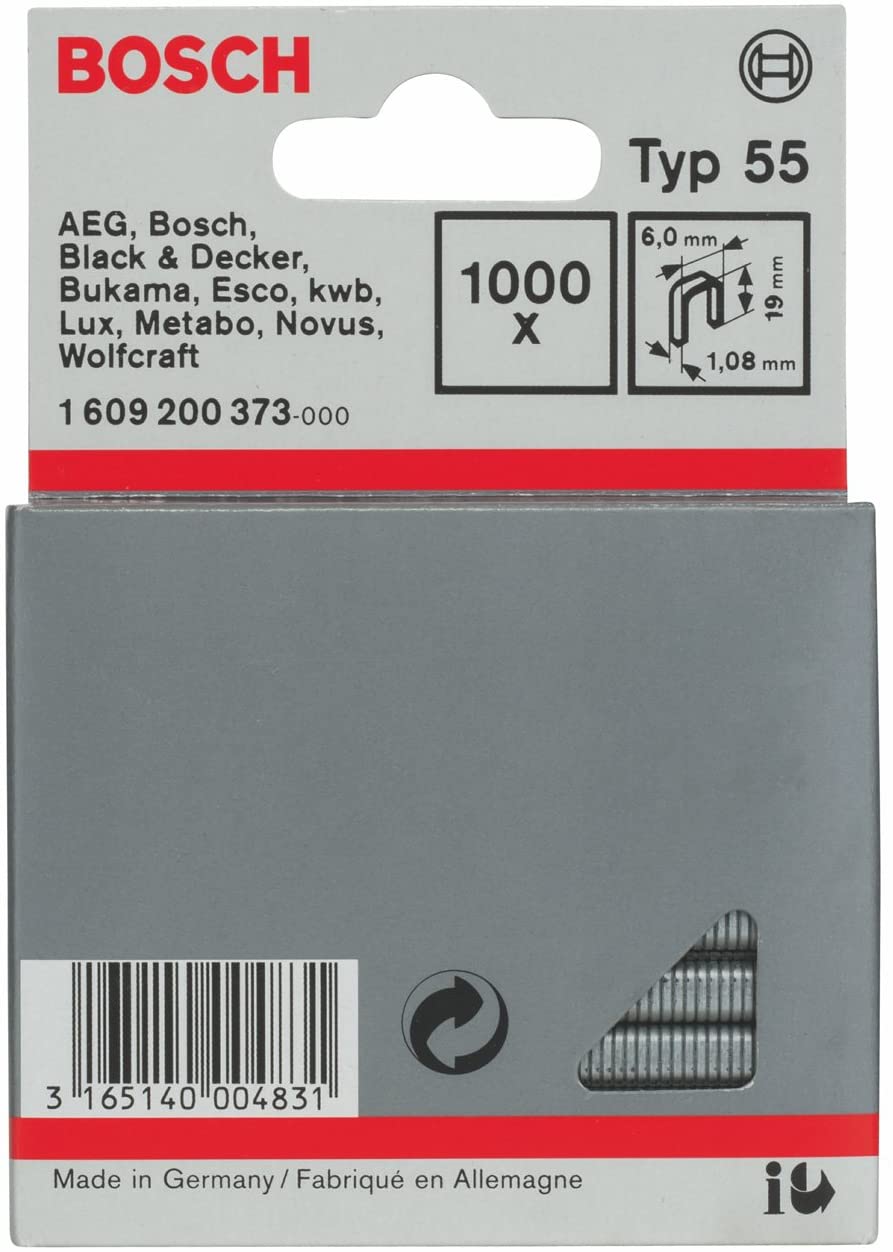 BOSCH
Typ 55
AEG, Bosch,
Black & Decker,
Bukama, Esco, kwb,
Lux, Metabo, Novus,
Wolfcraft
1 609 200 373-000
1000
x
6,0 mm
19 mm
1,08 mm
3 165140 004831
Made in Germany / Fabriqué en Allemagne